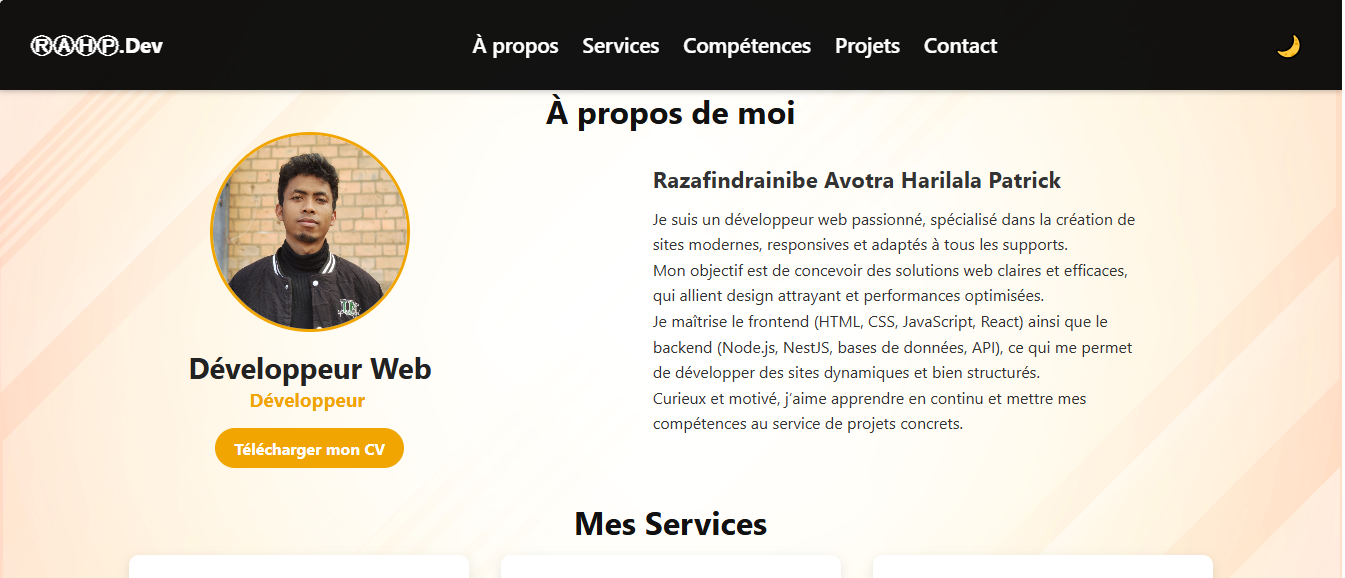 ⓇⒶⒽⓅ.Dev
À propos Services Compétences Projets Contact
À propos de moi
Développeur Web
Développeur
Télécharger mon CV
Razafindrainibe Avotra Harilala Patrick
Je suis un développeur web passionné, spécialisé dans la création de
sites modernes, responsives et adaptés à tous les supports.
Mon objectif est de concevoir des solutions web claires et efficaces,
qui allient design attrayant et performances optimisées.
Je maîtrise le frontend (HTML, CSS, JavaScript, React) ainsi que le
backend (Node.js, NestJS, bases de données, API), ce qui me permet
de développer des sites dynamiques et bien structurés.
Curieux et motivé, j’aime apprendre en continu et mettre mes
compétences au service de projets concrets.
Mes Services